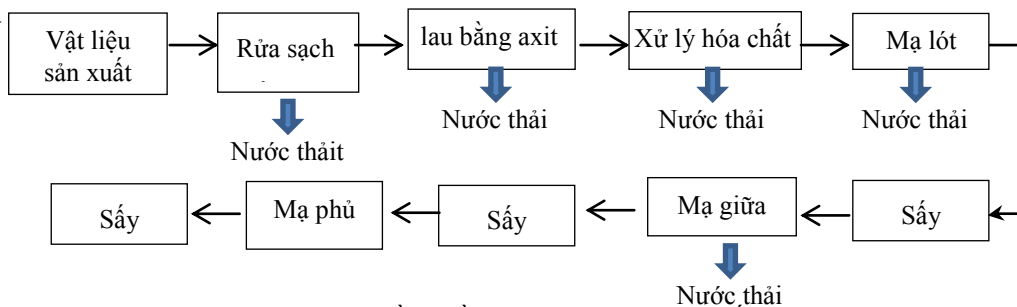 Vật liệu
sản xuất
Rửa sạch
lau bằng axit
Xử lý hóa chất
Mạ lót
Nước thảit
Nước thải
Nước thải
Nước thải
Sấy
Mạ phủ
Sấy
Mạ giữa
Sấy
Nước thải